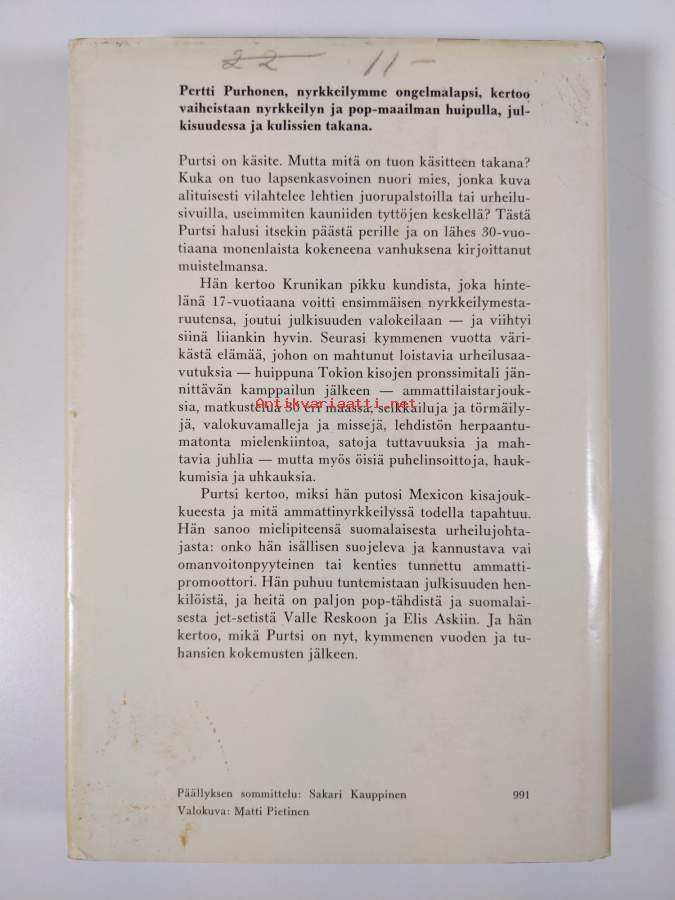 22 11-
Pertti Purhonen, nyrkkeilymme ongelmalapsi, kertoo
vaiheistaan nyrkkeilyn ja pop-maailman huipulla, jul-
kisuudessa ja kulissien takana.
Purtsi on käsite. Mutta mitä on tuon käsitteen takana?
Kuka on tuo lapsenkasvoinen nuori mies, jonka kuva
alituisesti vilahtelee lehtien juorupalstoilla tai urheilu-
sivuilla, useimmiten kauniiden tyttöjen keskellä? Tästä
Purtsi halusi itsekin päästä perille ja on lähes 30-vuo-
tiaana monenlaista kokeneena vanhuksena kirjoittanut
muistelmansa.
Hän kertoo Krunikan pikku kundista, joka hinte-
länä 17-vuotiaana voitti ensimmäisen nyrkkeilymesta-
ruutensa, joutui julkisuuden valokeilaan — ja viihtyi
siinä liiankin hyvin. Seurasi kymmenen vuotta väri-
kästä elämää, johon on mahtunut loistavia urheilusaa-
vutuksia — huippuna Tokion kisojen pronssimitali jän-
nittävän kamppailun jälkeen — ammattilaistarjouk-
sia, matkustelua 30 eri maassa, seikkailuja ja törmäily-
jä, valokuvamalleja ja missejä, lehdistön herpaantu-
matonta mielenkiintoa, satoja tuttavuuksia ja mah-
tavia juhlia — mutta myös öisiä puhelinsoittoja, hauk-
kumisia ja uhkauksia.
Purtsi kertoo, miksi hän putosi Mexicon kisajouk-
kueesta ja mitä ammattinyrkkeilyssä todella tapahtuu.
Hän sanoo mielipiteensä suomalaisesta urheilujohta-
jasta: onko hän isällisen suojeleva ja kannustava vai
omanvoitonpyyteinen tai kenties tunnettu ammatti-
promoottori. Hän puhuu tuntemistaan julkisuuden hen-
kilöistä, ja heitä on paljon pop-tähdistä ja suomalai-
sesta jet-setistä Valle Reskoon ja Elis Askiin. Ja hän
kertoo, mikä Purtsi on nyt, kymmenen vuoden ja tu-
hansien kokemusten jälkeen.
Antikvariaatti.net
Päällyksen sommittelu: Sakari Kauppinen 991
Valokuva: Matti Pietinen